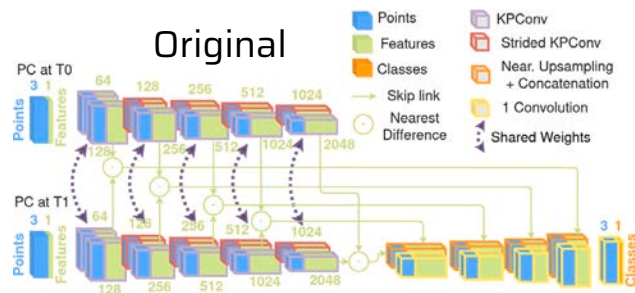 Original
Points
Features
Classes
Skip link
Nearest
Difference
KPConv
Strided KPConv
Near. Upsampling
+ Concatenation
1 Convolution
Shared Weights
PC at T0
3 1
Points
Features
64
128
256
512
1024
128
256
512
1024
2048
PC at T1
3 1
Points
Features
64
128
256
512
1024
128
256
512
1024
2048
3 1
Classes